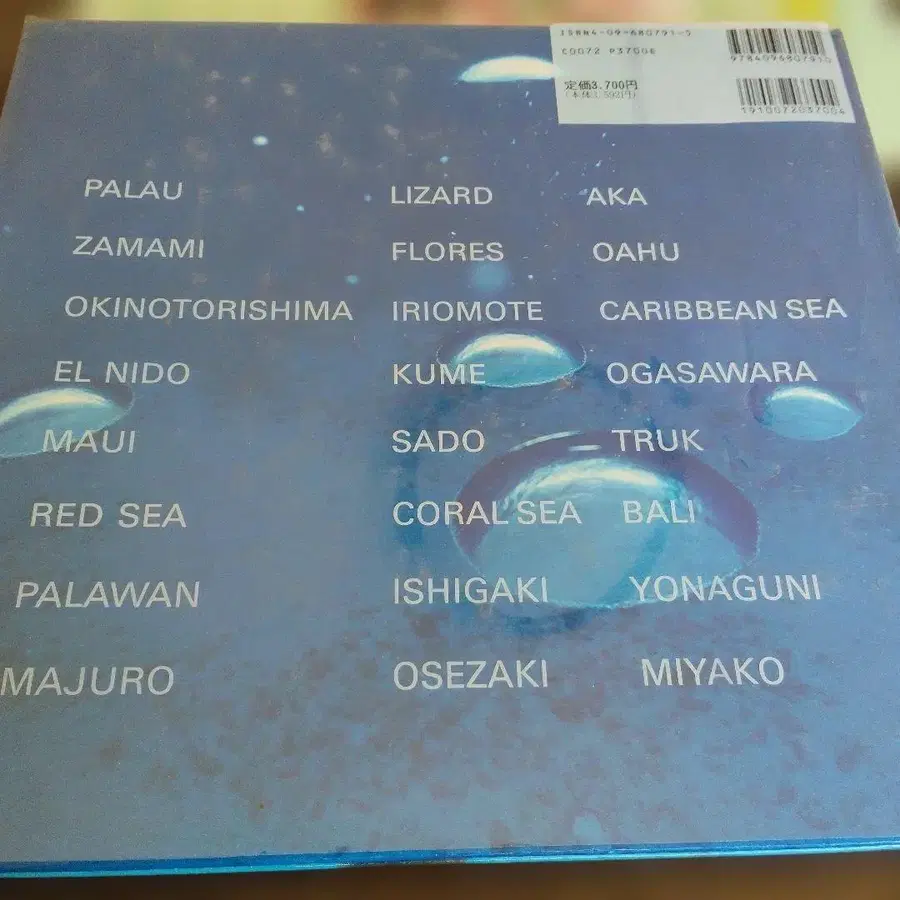 ISBN4-09-680791-5
C0072 P3700E
9784096807910
定価3.700円
1910072037004
PALAU LIZARD AKA
ZAMAMI FLORES OAHU
OKINOTORISHIMA IRIOMOTE CARIBBEAN SEA
EL NIDO KUME OGASAWARA
MAUI SADO TRUK
RED SEA CORAL SEA BALI
PALAWAN ISHIGAKI YONAGUNI
MAJURO OSEZAKI MIYAKO